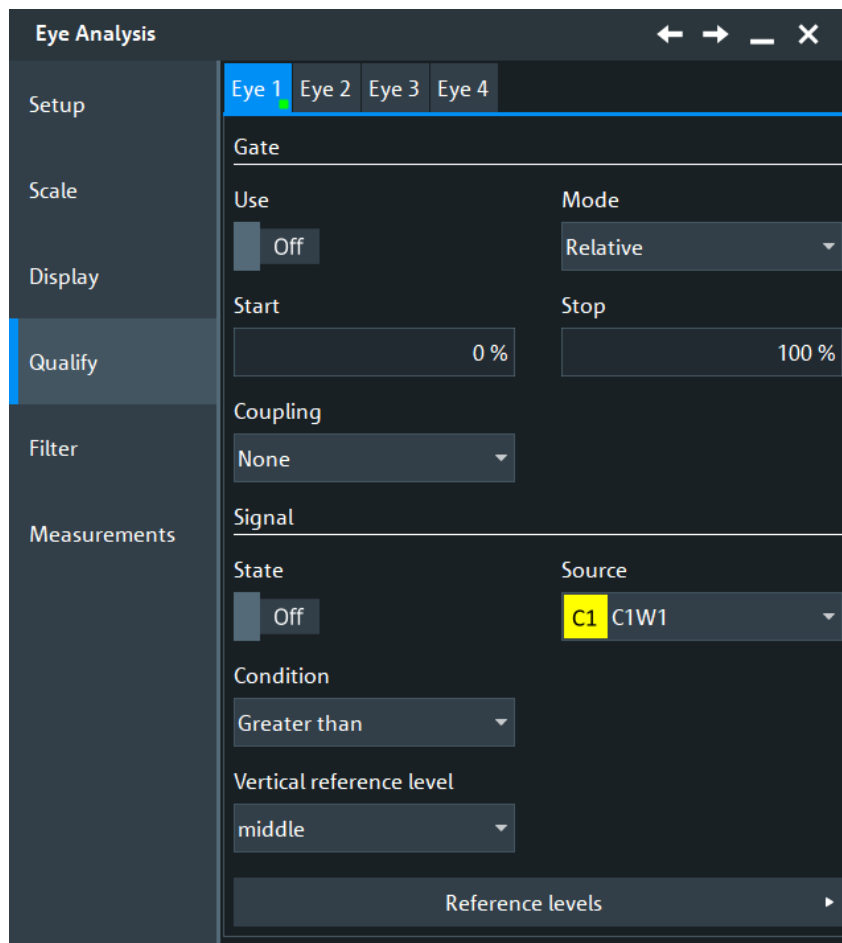 Eye Analysis
Setup
Scale
Display
Qualify
Filter
Measurements
Eye 1 Eye 2 Eye 3 Eye 4
Gate
Use Mode
Off Relative
Start Stop
0 % 100 %
Coupling
None
Signal
State Source
Off C1 C1W1
Condition
Greater than
Vertical reference level
middle
Reference levels